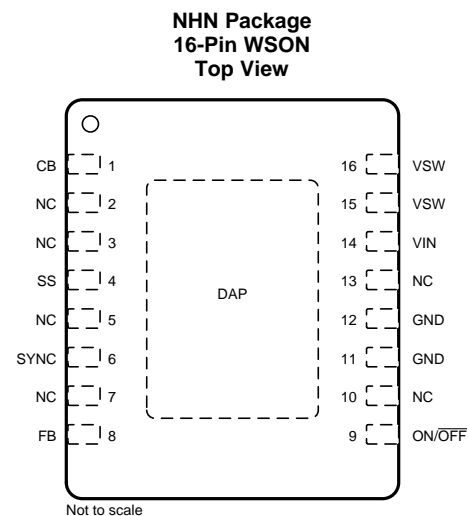 NHN Package
16-Pin WSON
Top View
CB 1
NC 2
NC 3
SS 4
NC 5
SYNC 6
NC 7
FB 8
DAP
16 VSW
15 VSW
14 VIN
13 NC
12 GND
11 GND
10 NC
9 ON/O̅F̅F̅
Not to scale